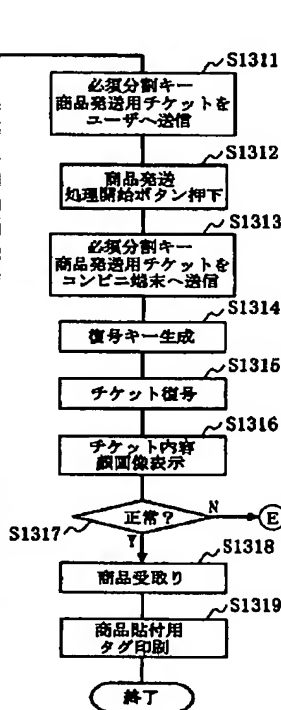 S1311
必須分割キー
商品発送用チケットを
ユーザへ送信
S1312
商品発送
処理開始ボタン押下
S1313
必須分割キー
商品発送用チケットを
コンビニ端末へ送信
S1314
復号キー生成
S1315
チケット復号
S1316
チケット内容
顔画像表示
S1317
正常?
N
E
Y
S1318
商品受取り
S1319
商品貼付用
タグ印刷
終了